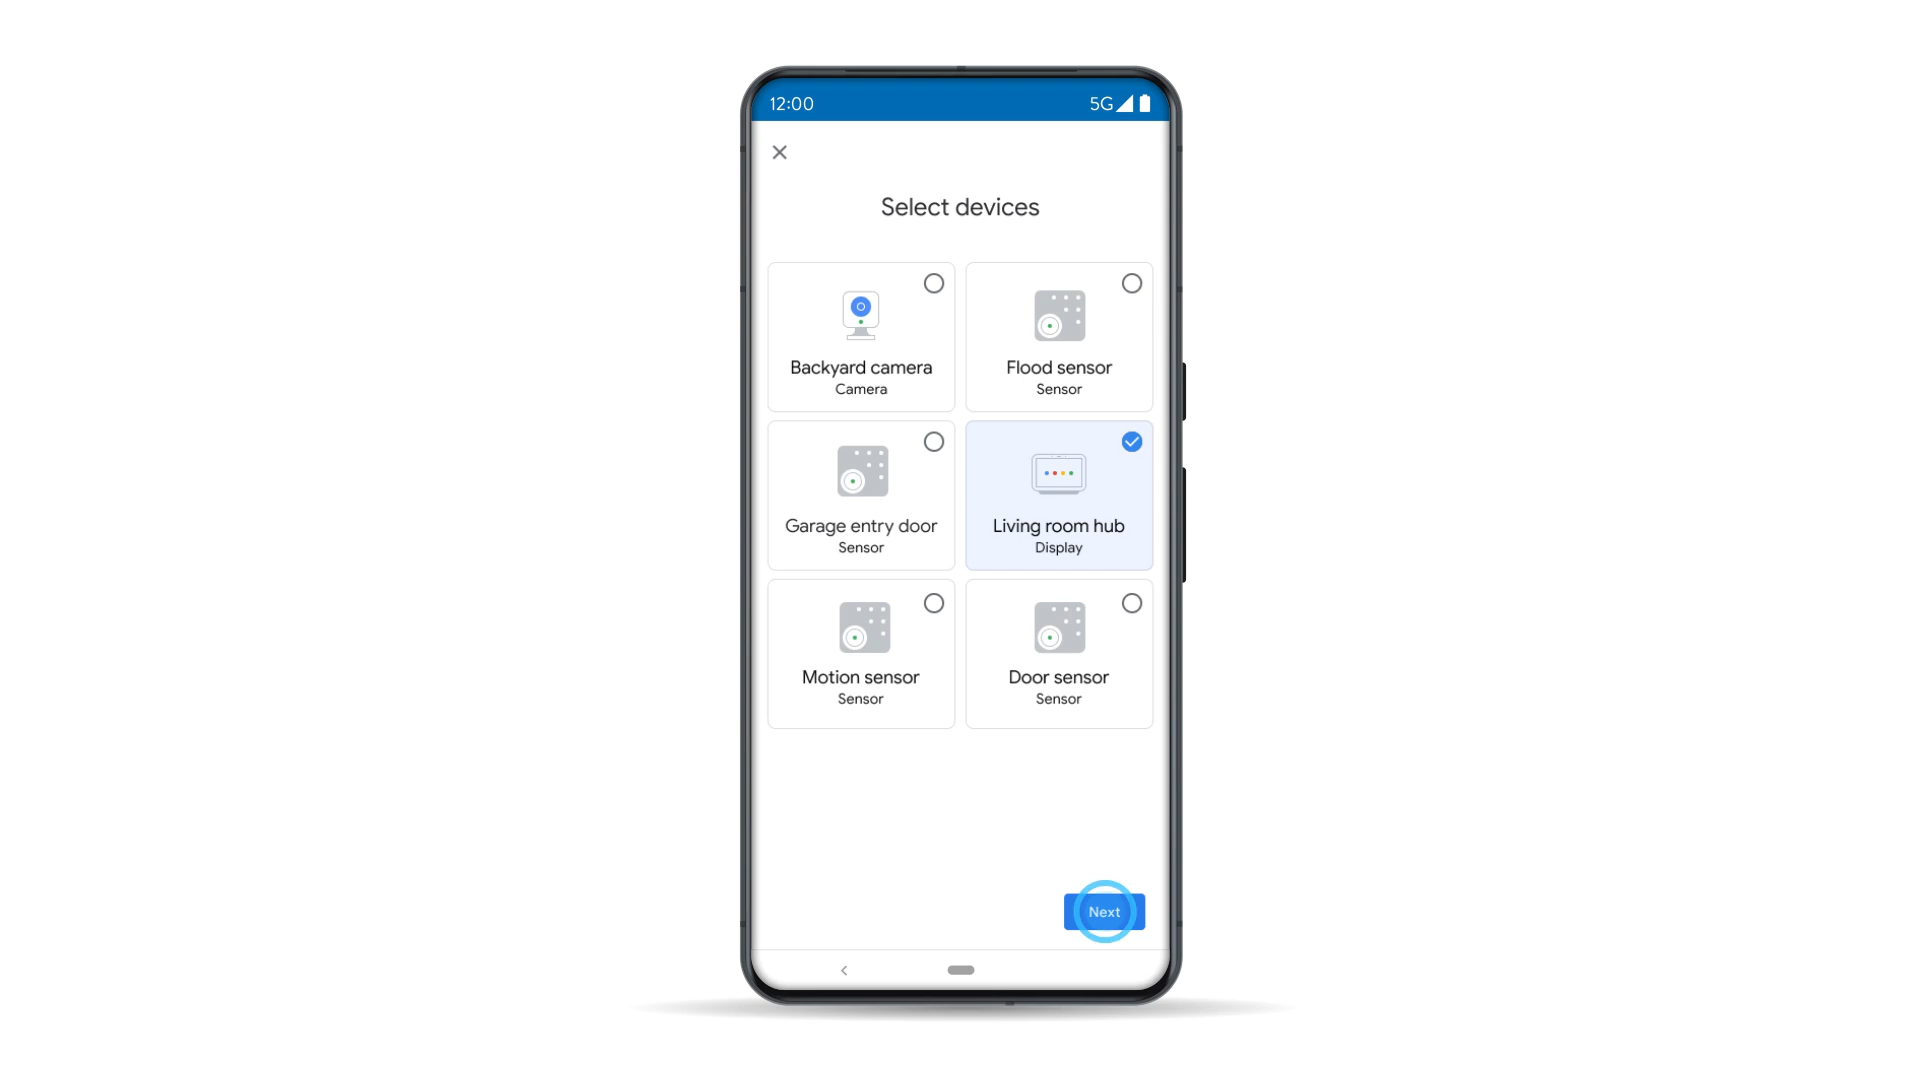 12:00
5G
Select devices
Backyard camera
Camera
Flood sensor
Sensor
Garage entry door
Sensor
Living room hub
Display
Motion sensor
Sensor
Door sensor
Sensor
Next